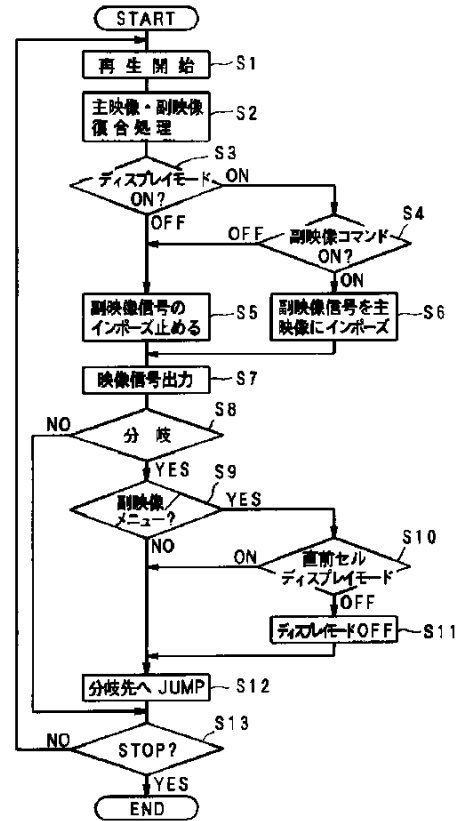 START
再生開始
S1
主映像・副映像
復合処理
S2
S3
ディスプレイモード
ON?
ON
OFF
S4
副映像コマンド
ON?
OFF
ON
副映像信号の
インポーズ止める
S5
副映像信号を主
映像にインポーズ
S6
映像信号出力
S7
S8
分岐
NO
YES
S9
副映像
メニュー?
YES
NO
S10
直前セル
ディスプレイモード
ON
OFF
ディスプレイモードOFF
S11
分岐先へ JUMP
S12
S13
STOP?
NO
YES
END